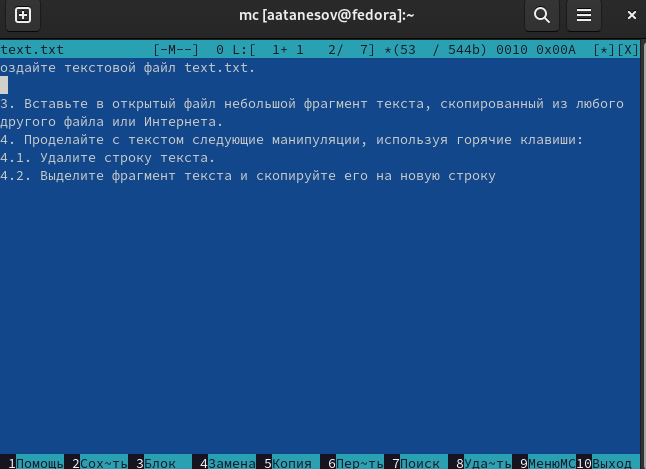 mc [aatanesov@fedora]:~
text.txt [-M--] 0 L:[ 1+ 1 2/ 7] *(53 / 544b) 0010 0x00A [*][X]
оздайте текстовой файл text.txt.
3. Вставьте в открытый файл небольшой фрагмент текста, скопированный из любого
другого файла или Интернета.
4. Проделайте с текстом следующие манипуляции, используя горячие клавиши:
4.1. Удалите строку текста.
4.2. Выделите фрагмент текста и скопируйте его на новую строку
1Помощь 2Сох~ть 3Блок 4Замена 5Копия 6Пер~ть 7Поиск 8Уда~ть 9МенюMC 10Выход